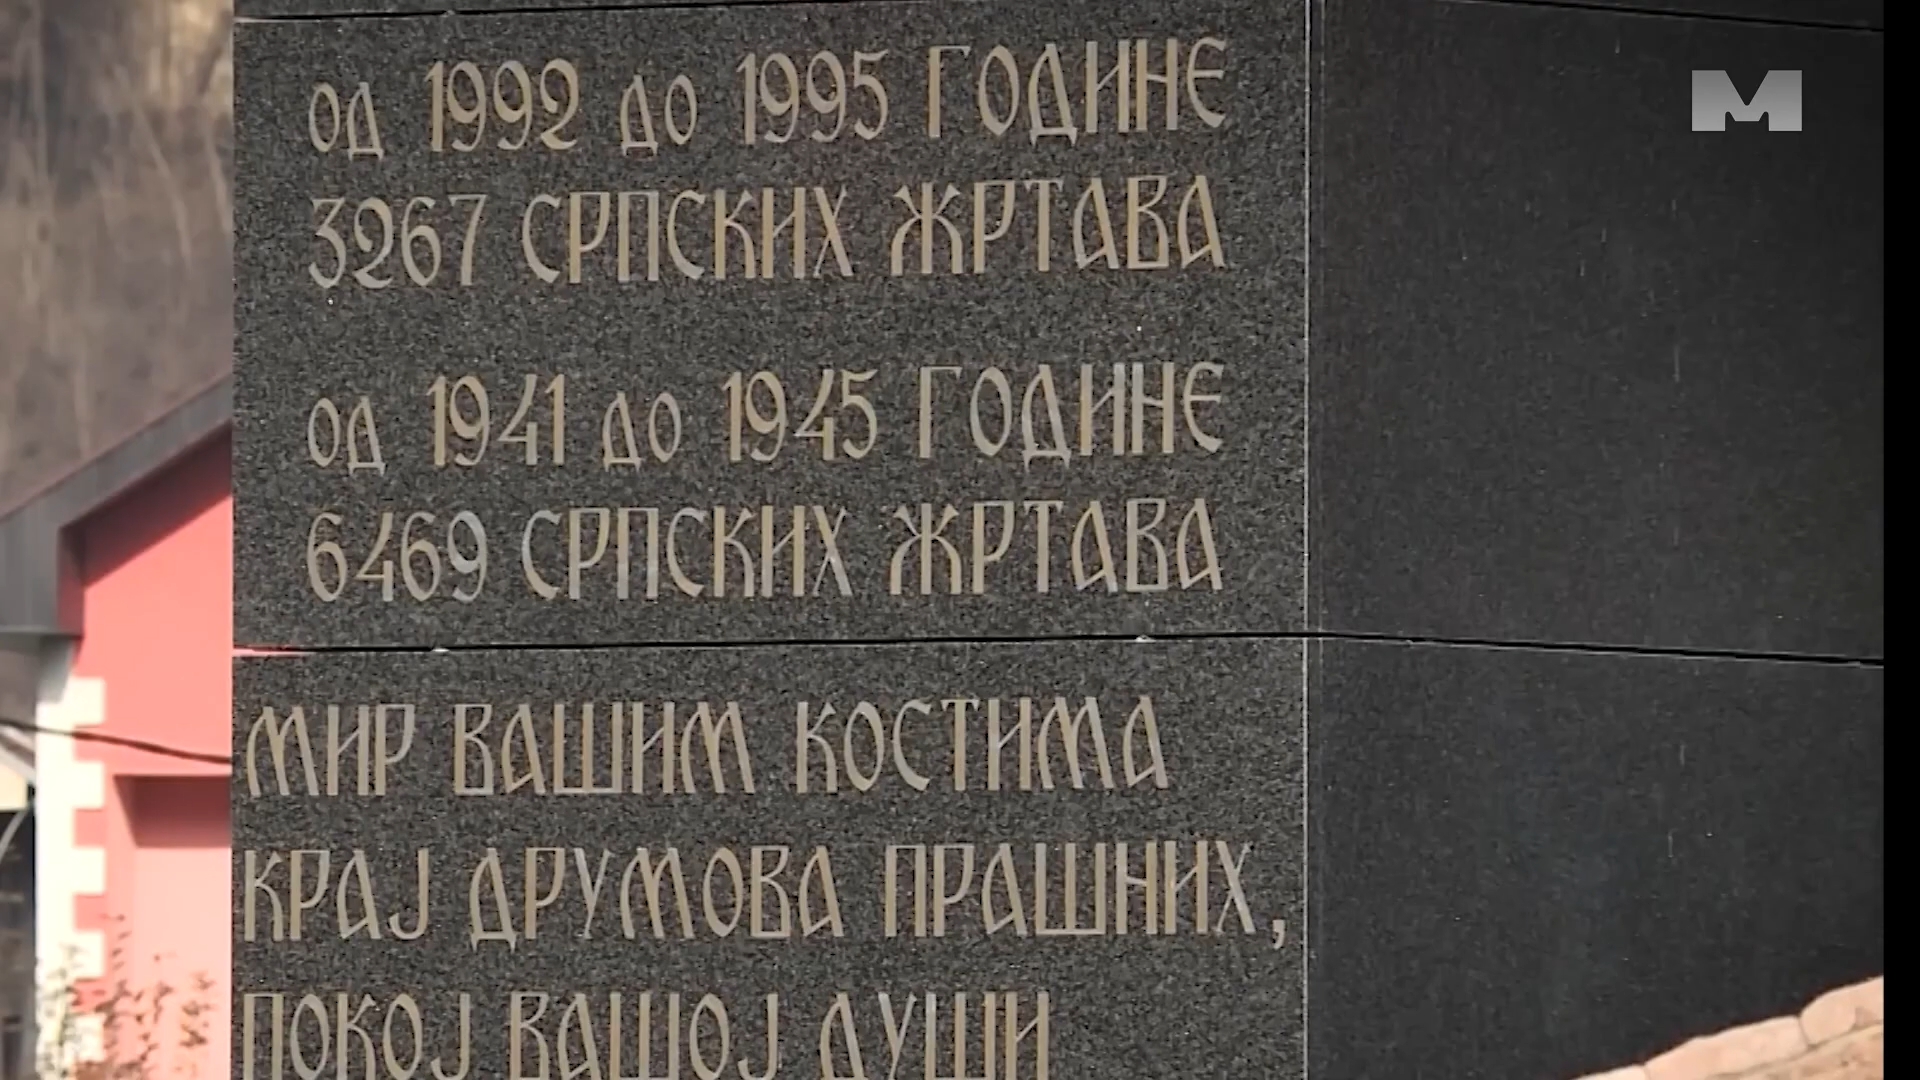 ОД 1992 ДО 1995 ГОДИНЕ
3267 СРПСКИХ ЖРТАВА
ОД 1941 ДО 1945 ГОДИНЕ
6469 СРПСКИХ ЖРТАВА
МИР ВАШИМ КОСТИМА
КРАЈ ДРУМОВА ПРАШНИХ,
ПОКОЈ ВАШОЈ ДУШИ
M